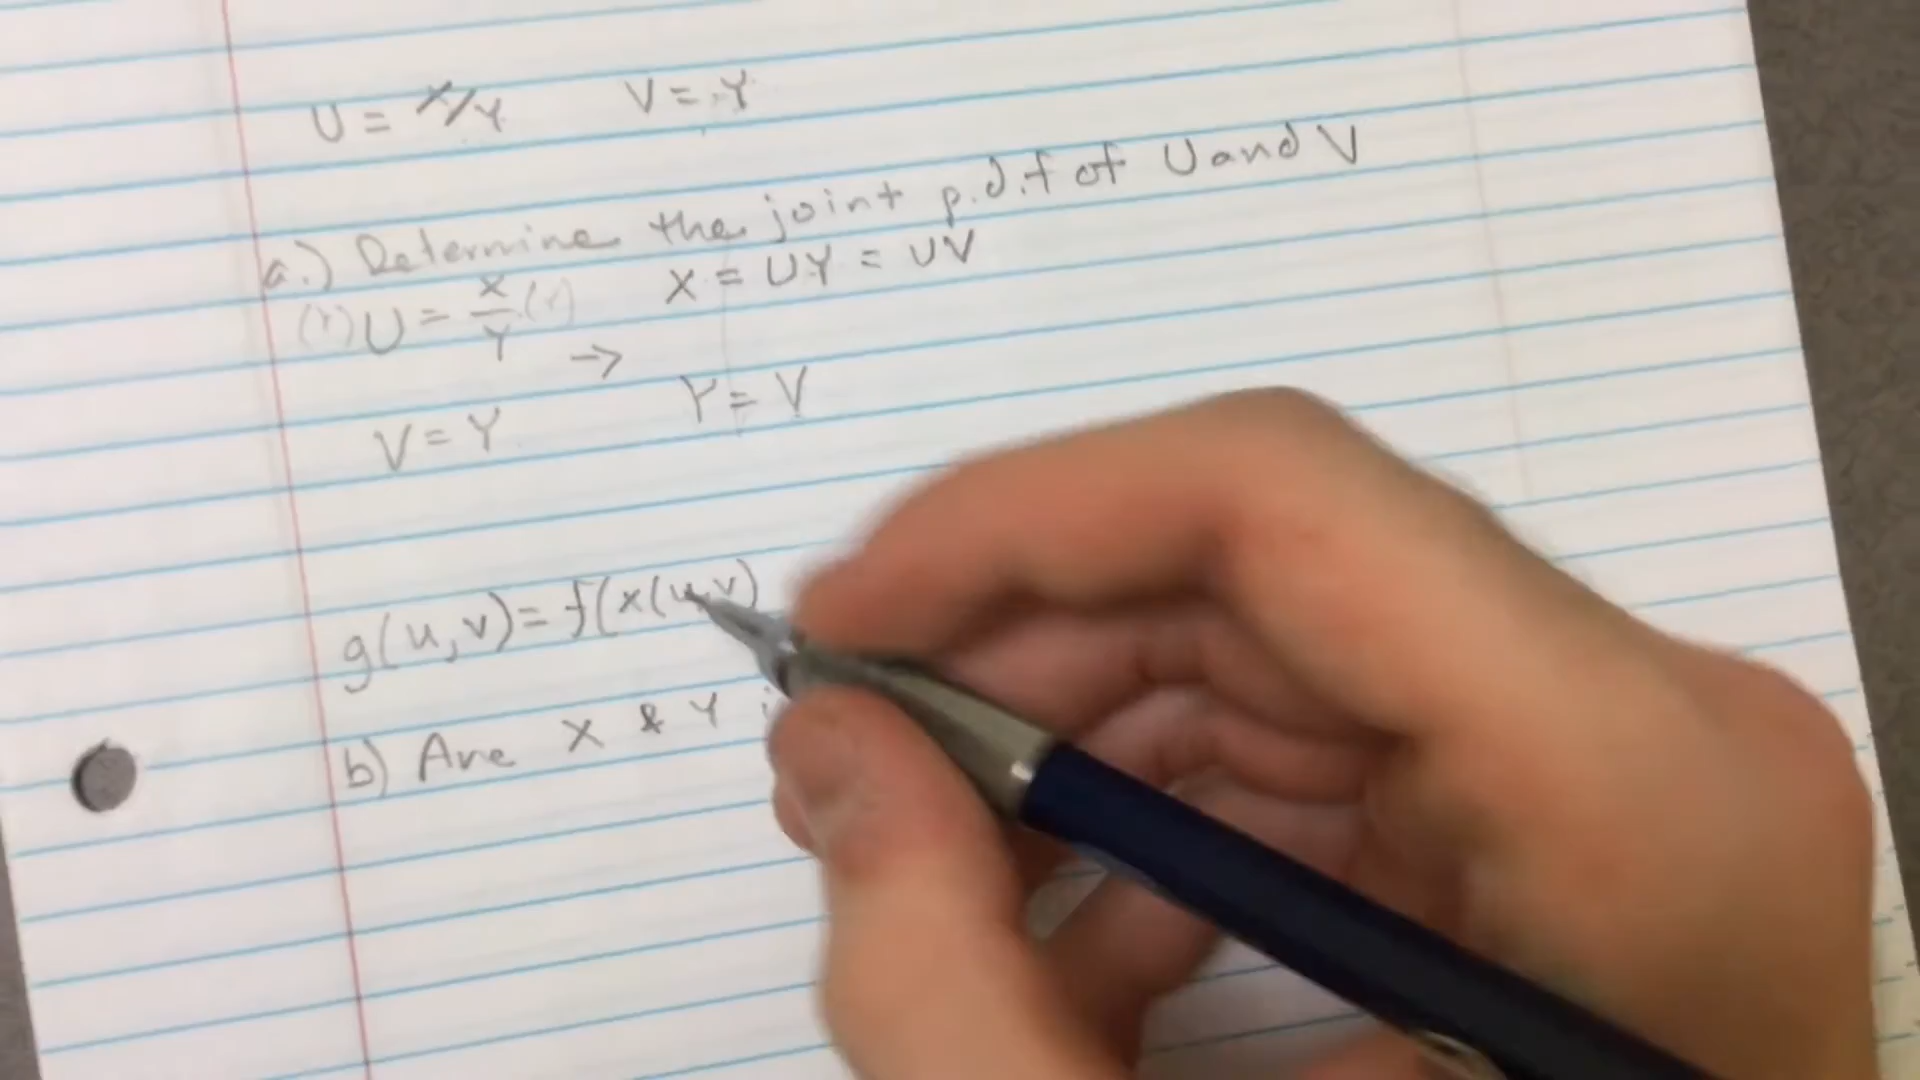 U = X/Y V = Y
a.) Determine the joint p.d.f of U and V
(Y) U = X/Y (Y) X = UY = UV
→
V = Y Y = V
g(u,v) = f(x(u,v)
b) Are X & Y